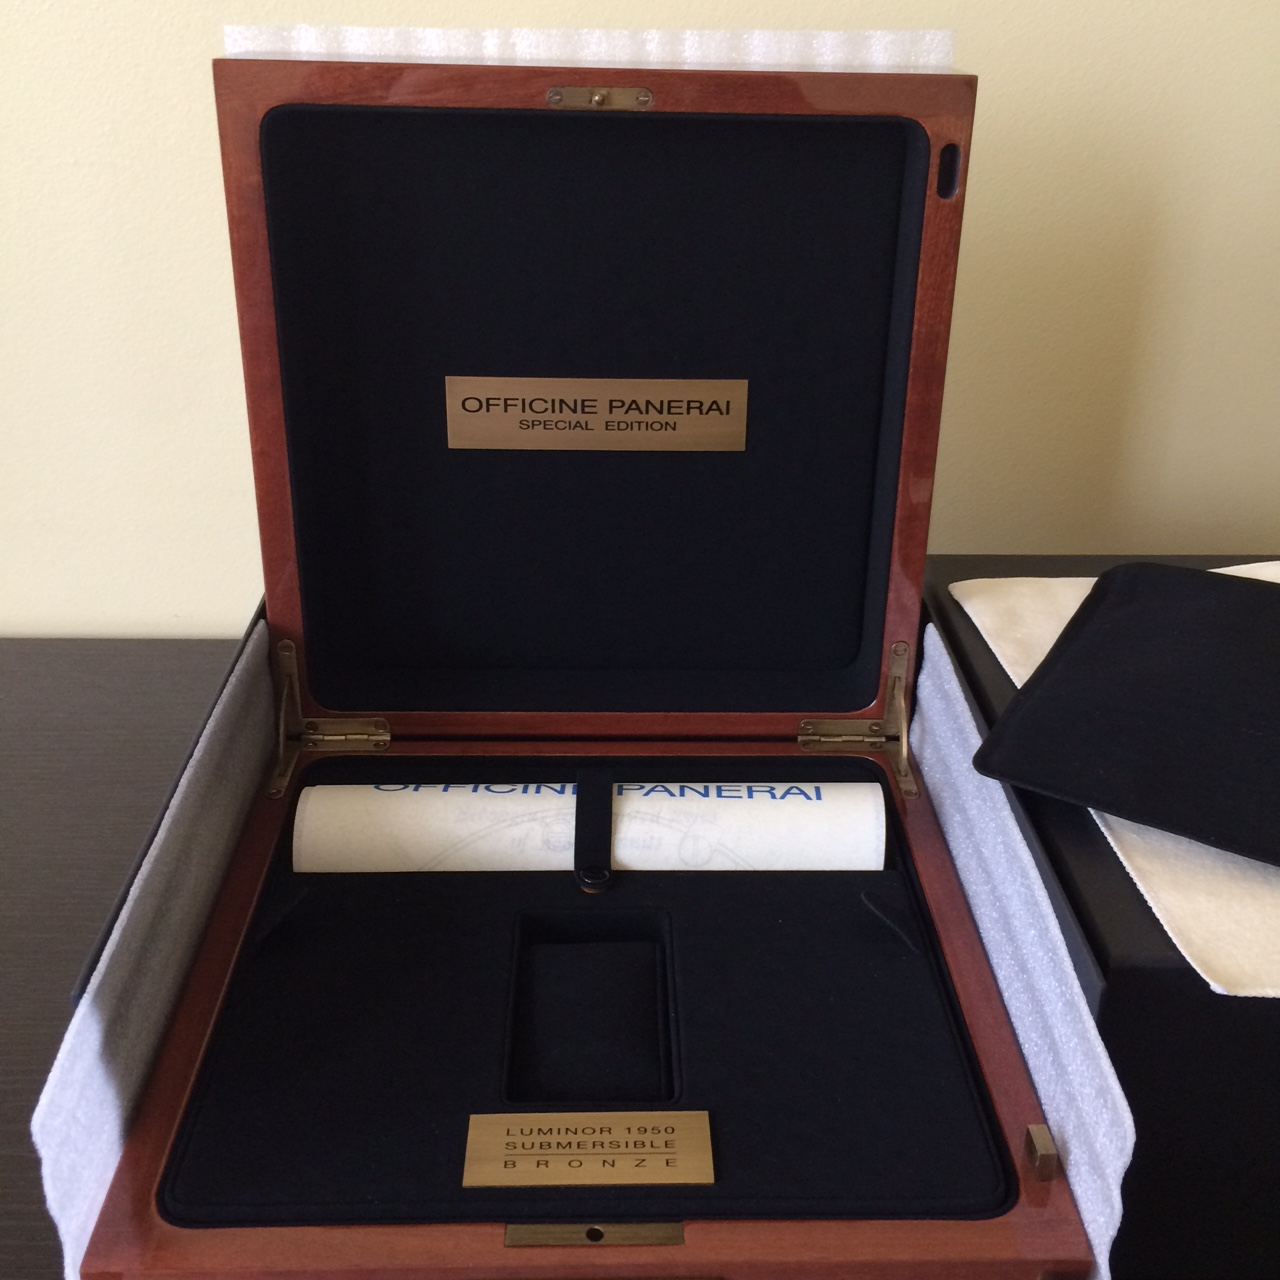 OFFICINE PANERAI
SPECIAL EDITION
OFFICINE PANERAI
LUMINOR 1950
SUBMERSIBLE
BRONZE